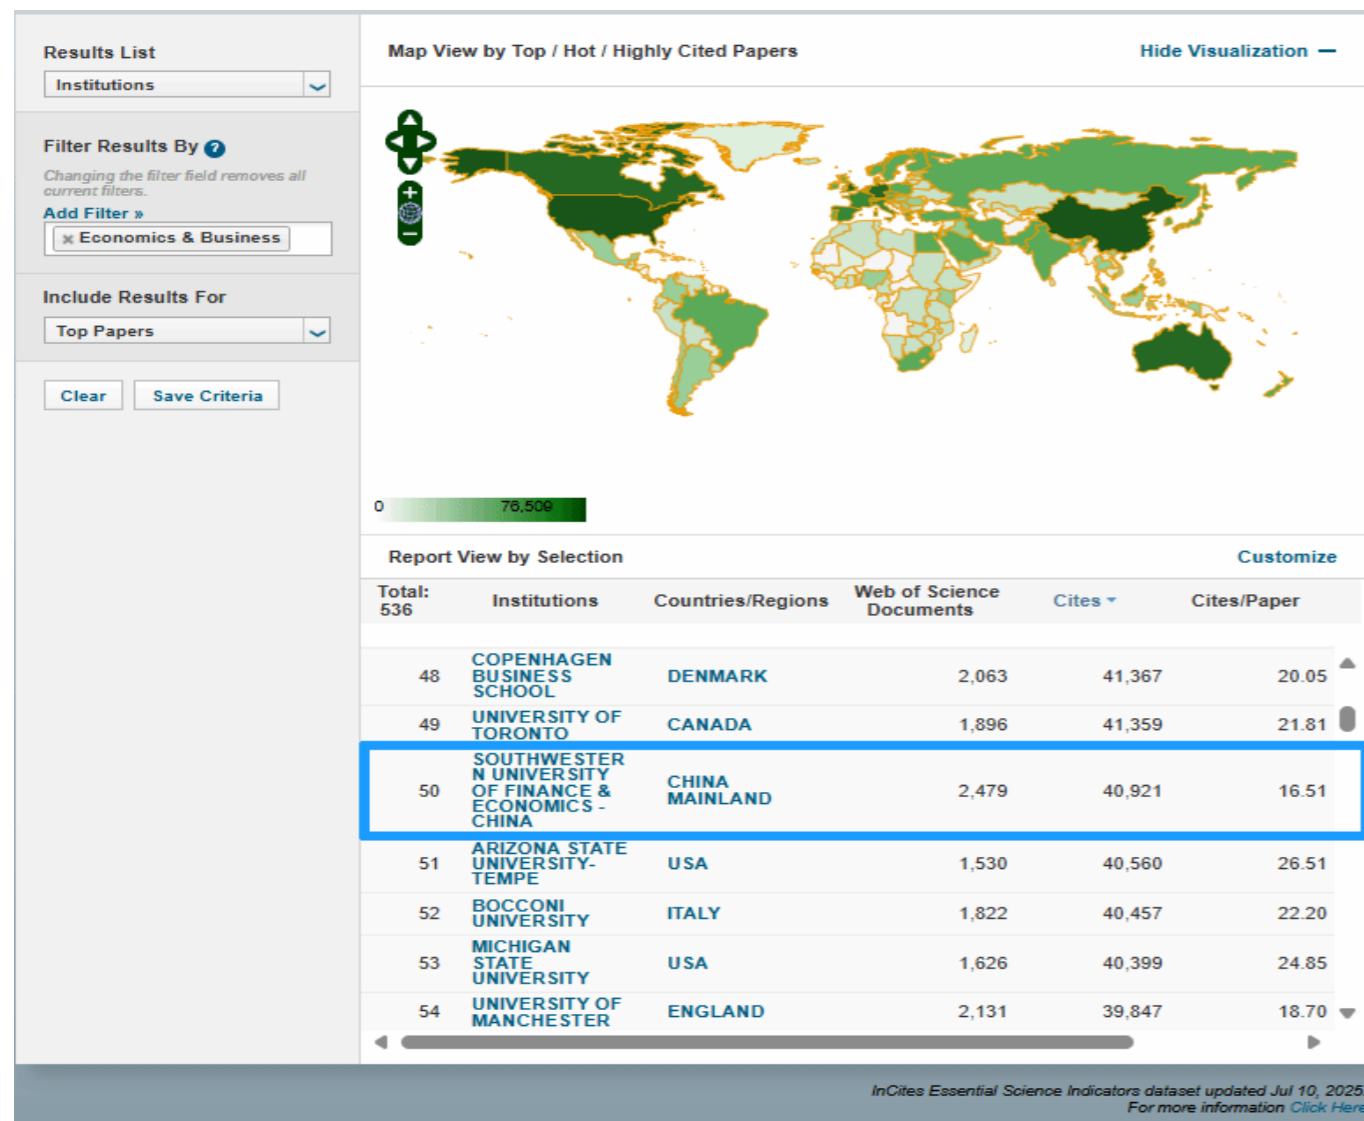 Results List
Institutions
Filter Results By ?
Changing the filter field removes all
current filters.
Add Filter »
× Economics & Business
Include Results For
Top Papers
Clear Save Criteria
Map View by Top / Hot / Highly Cited Papers Hide Visualization
0 76,509
Report View by Selection Customize
Total:
536
Institutions
Countries/Regions
Web of Science
Documents
Cites
Cites/Paper
48
COPENHAGEN
BUSINESS
SCHOOL
DENMARK 2,063 41,367 20.05
49
UNIVERSITY OF
TORONTO
CANADA 1,896 41,359 21.81
50
SOUTHWESTER
N UNIVERSITY
OF FINANCE &
ECONOMICS -
CHINA
CHINA
MAINLAND
2,479 40,921 16.51
51
ARIZONA STATE
UNIVERSITY-
TEMPE
USA 1,530 40,560 26.51
52
BOCCONI
UNIVERSITY
ITALY 1,822 40,457 22.20
53
MICHIGAN
STATE
UNIVERSITY
USA 1,626 40,399 24.85
54
UNIVERSITY OF
MANCHESTER
ENGLAND 2,131 39,847 18.70
InCites Essential Science Indicators dataset updated Jul 10, 2025.
For more information Click Here